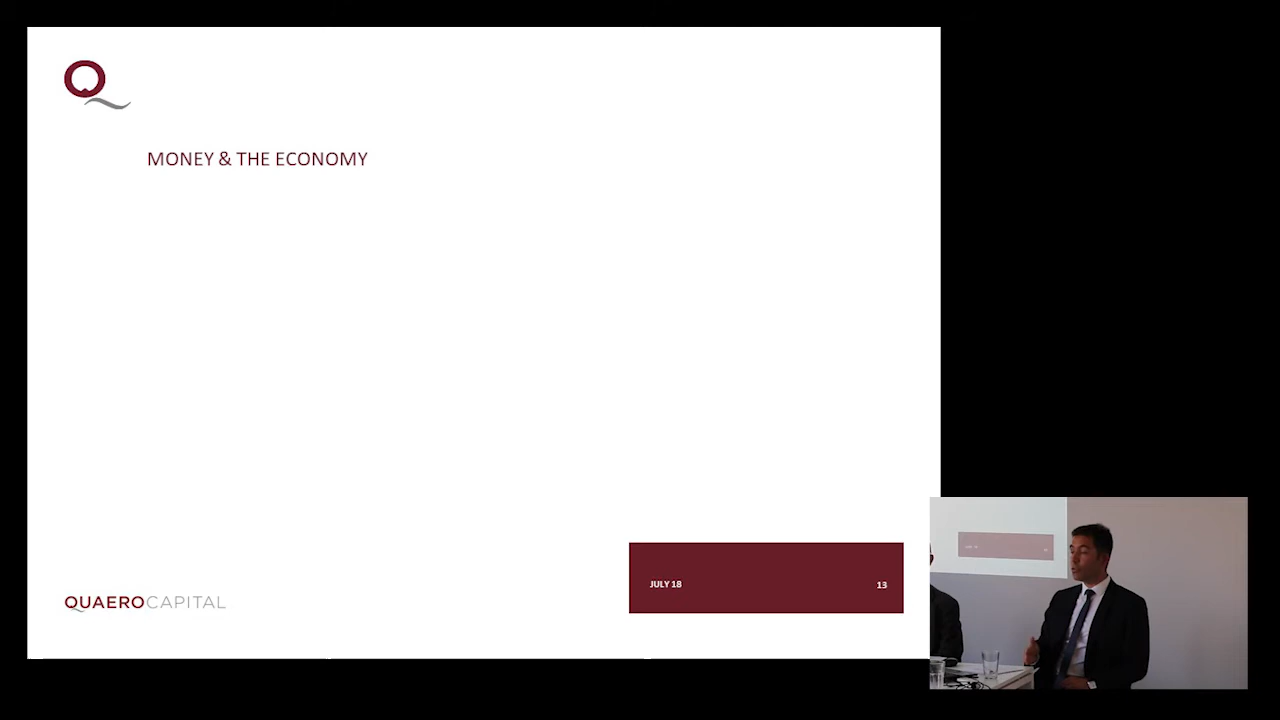 Q
MONEY & THE ECONOMY
JULY 18
13
QUAEROCAPITAL